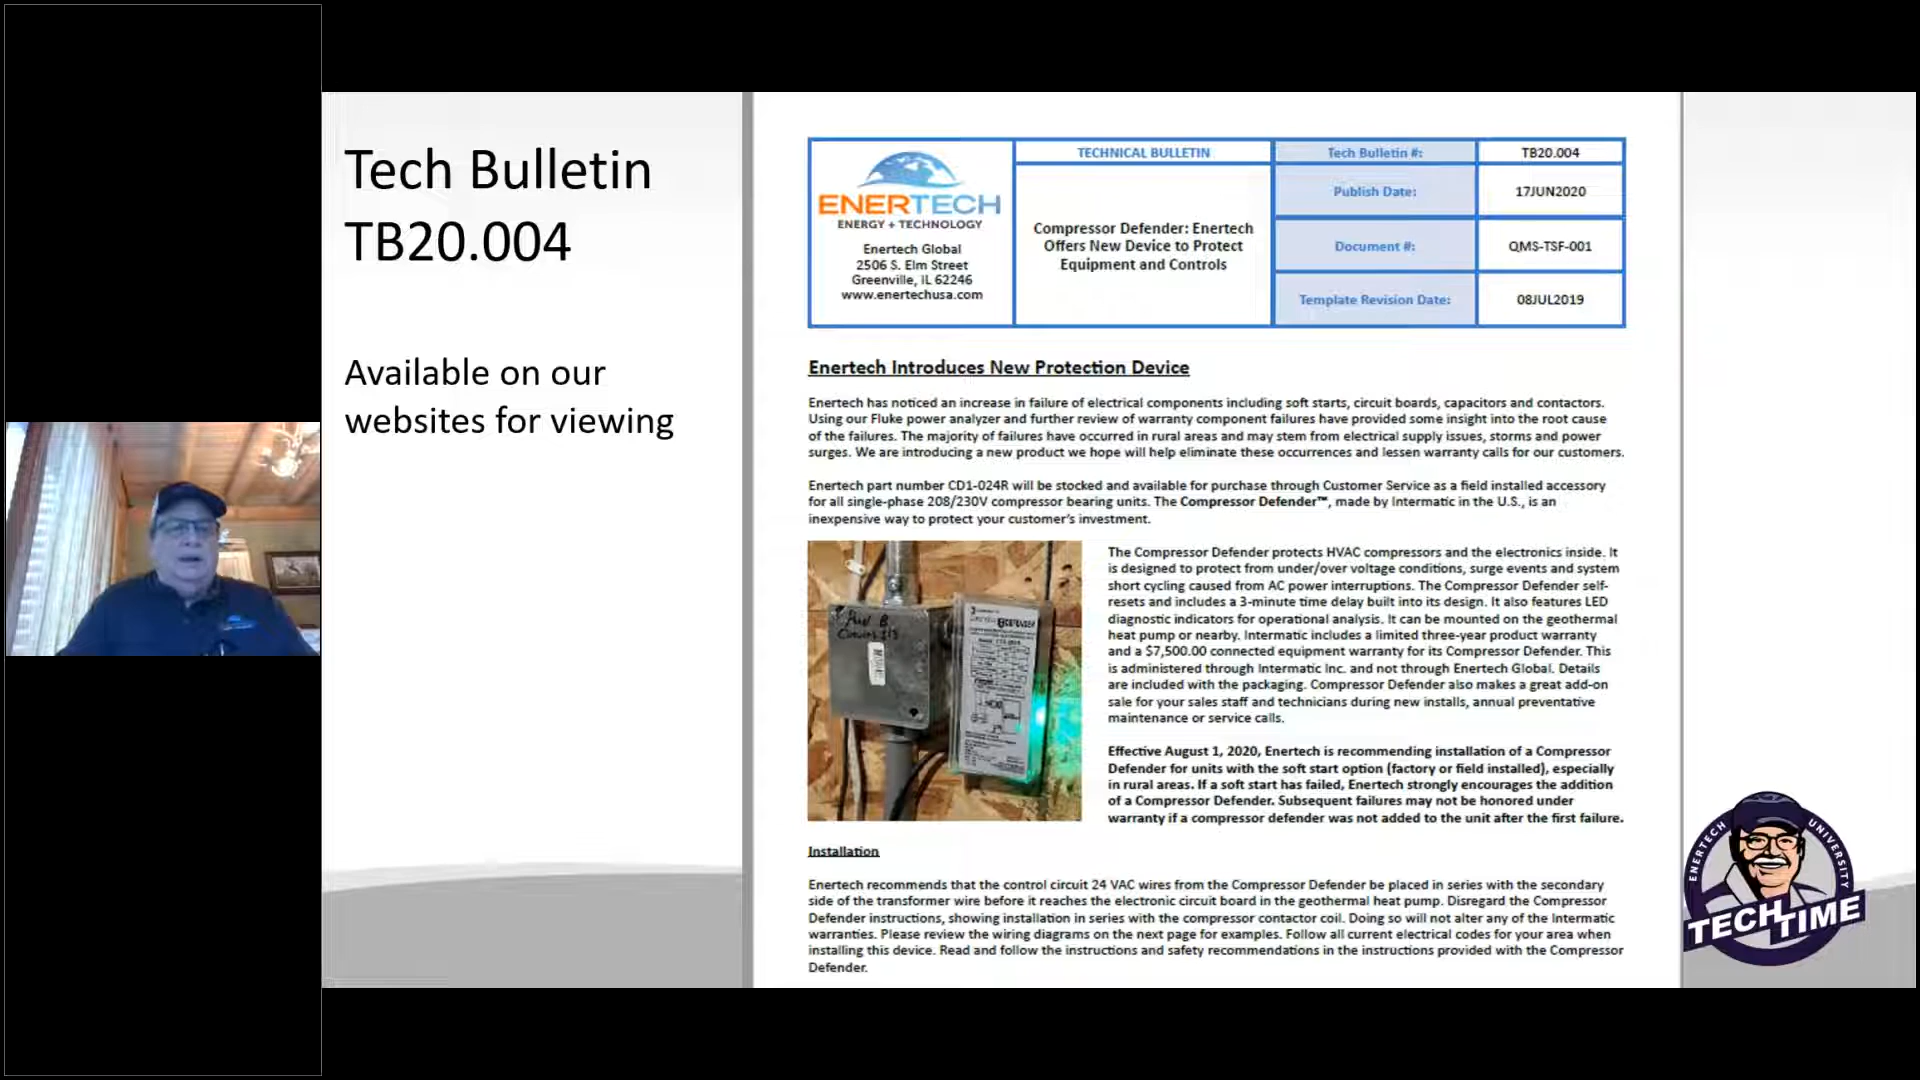 Tech Bulletin
TB20.004
Available on our
websites for viewing
ENERTECH
ENERGY + TECHNOLOGY
Enertech Global
2506 S. Elm Street
Greenville, IL 62246
www.enertechusa.com
TECHNICAL BULLETIN
Compressor Defender: Enertech
Offers New Device to Protect
Equipment and Controls
Tech Bulletin #: TB20.004
Publish Date: 17JUN2020
Document #: QMS-TSF-001
Template Revision Date: 08JUL2019
Enertech Introduces New Protection Device
Enertech has noticed an increase in failure of electrical components including soft starts, circuit boards, capacitors and contactors.
Using our Fluke power analyzer and further review of warranty component failures have provided some insight into the root cause
of the failures. The majority of failures have occurred in rural areas and may stem from electrical supply issues, storms and power
surges. We are introducing a new product we hope will help eliminate these occurrences and lessen warranty calls for our customers.
Enertech part number CD1-024R will be stocked and available for purchase through Customer Service as a field installed accessory
for all single-phase 208/230V compressor bearing units. The Compressor Defender™, made by Intermatic in the U.S., is an
inexpensive way to protect your customer's investment.
The Compressor Defender protects HVAC compressors and the electronics inside. It
is designed to protect from under/over voltage conditions, surge events and system
short cycling caused from AC power interruptions. The Compressor Defender self-
resets and includes a 3-minute time delay built into its design. It also features LED
diagnostic indicators for operational analysis. It can be mounted on the geothermal
heat pump or nearby. Intermatic includes a limited three-year product warranty
and a $7,500.00 connected equipment warranty for its Compressor Defender. This
is administered through Intermatic Inc. and not through Enertech Global. Details
are included with the packaging. Compressor Defender also makes a great add-on
sale for your sales staff and technicians during new installs, annual preventative
maintenance or service calls.
Effective August 1, 2020, Enertech is recommending installation of a Compressor
Defender for units with the soft start option (factory or field installed), especially
in rural areas. If a soft start has failed, Enertech strongly encourages the addition
of a Compressor Defender. Subsequent failures may not be honored under
warranty if a compressor defender was not added to the unit after the first failure.
DEFENDER
Installation
Enertech recommends that the control circuit 24 VAC wires from the Compressor Defender be placed in series with the secondary
side of the transformer wire before it reaches the electronic circuit board in the geothermal heat pump. Disregard the Compressor
Defender instructions, showing installation in series with the compressor contactor coil. Doing so will not alter any of the Intermatic
warranties. Please review the wiring diagrams on the next page for examples. Follow all current electrical codes for your area when
installing this device. Read and follow the instructions and safety recommendations in the instructions provided with the Compressor
Defender.
ENERTECH UNIVERSITY
TECH TIME